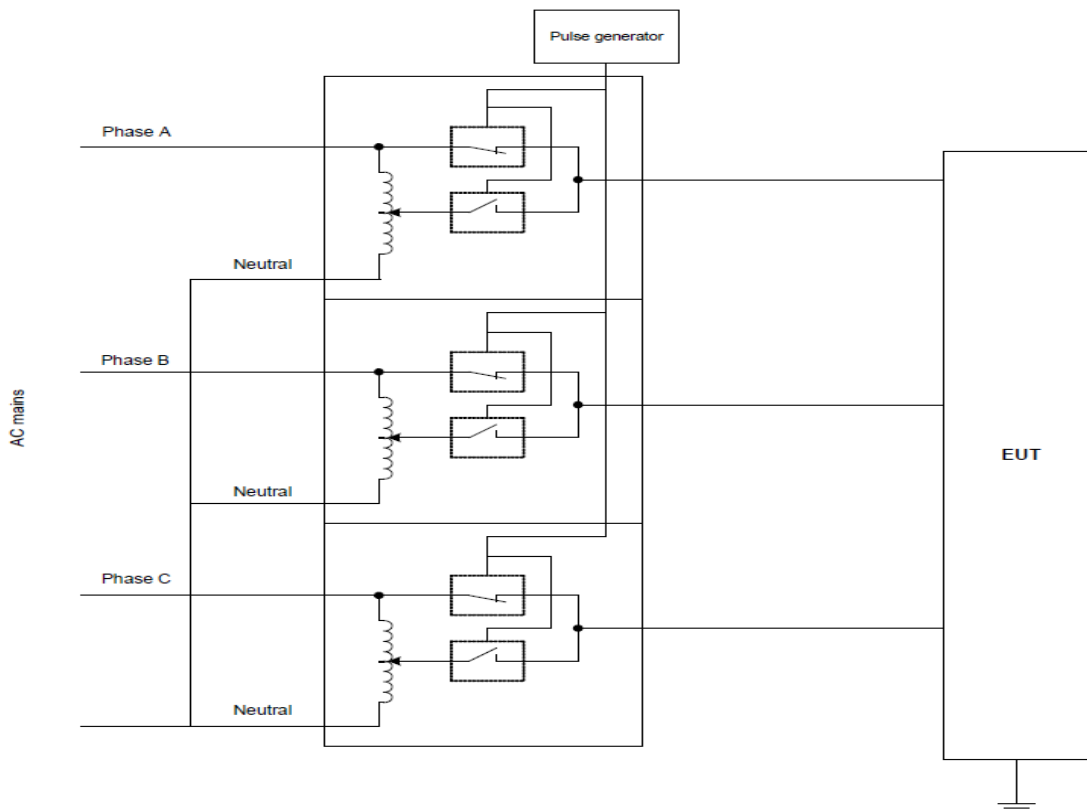 Pulse generator
Phase A
Neutral
Phase B
Neutral
AC mains
EUT
Phase C
Neutral